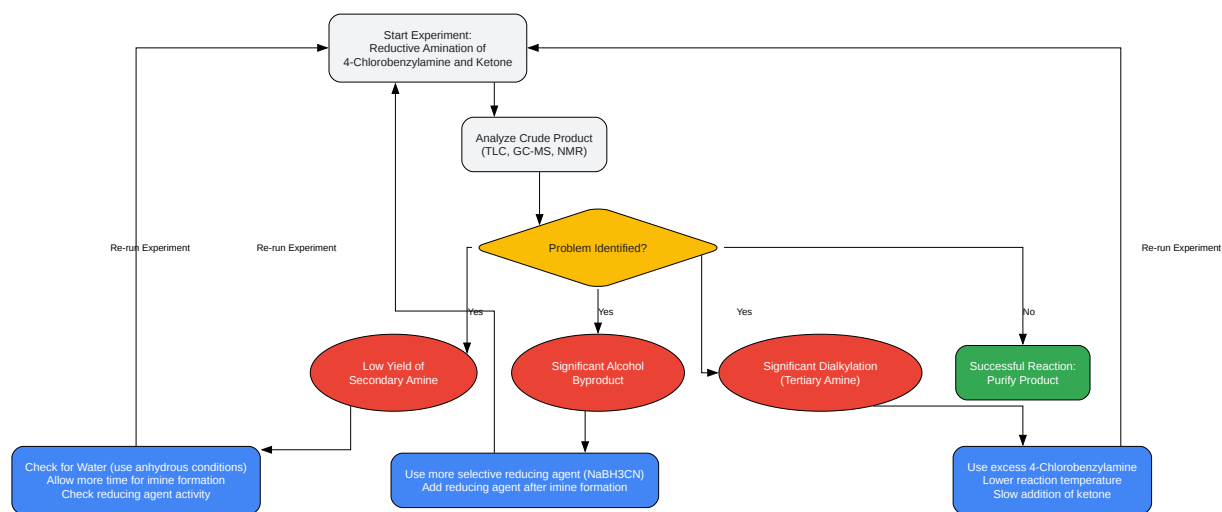 Start Experiment:
Reductive Amination of
4-Chlorobenzylamine and Ketone
Analyze Crude Product
(TLC, GC-MS, NMR)
Problem Identified?
Re-run Experiment
Re-run Experiment
Re-run Experiment
Yes
Yes
Yes
No
Low Yield of
Secondary Amine
Significant Alcohol
Byproduct
Significant Dialkylation
(Tertiary Amine)
Successful Reaction:
Purify Product
Check for Water (use anhydrous conditions)
Allow more time for imine formation
Check reducing agent activity
Use more selective reducing agent (NaBH3CN)
Add reducing agent after imine formation
Use excess 4-Chlorobenzylamine
Lower reaction temperature
Slow addition of ketone